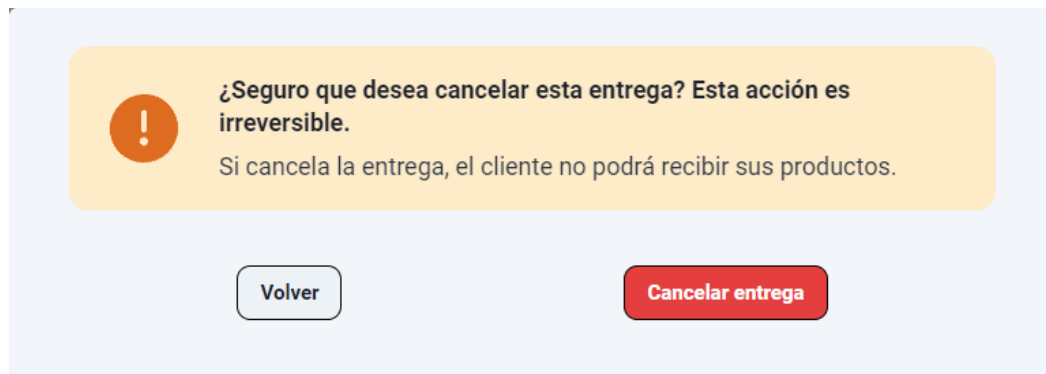 ¿Seguro que desea cancelar esta entrega? Esta acción es
irreversible.
Si cancela la entrega, el cliente no podrá recibir sus productos.
Volver
Cancelar entrega